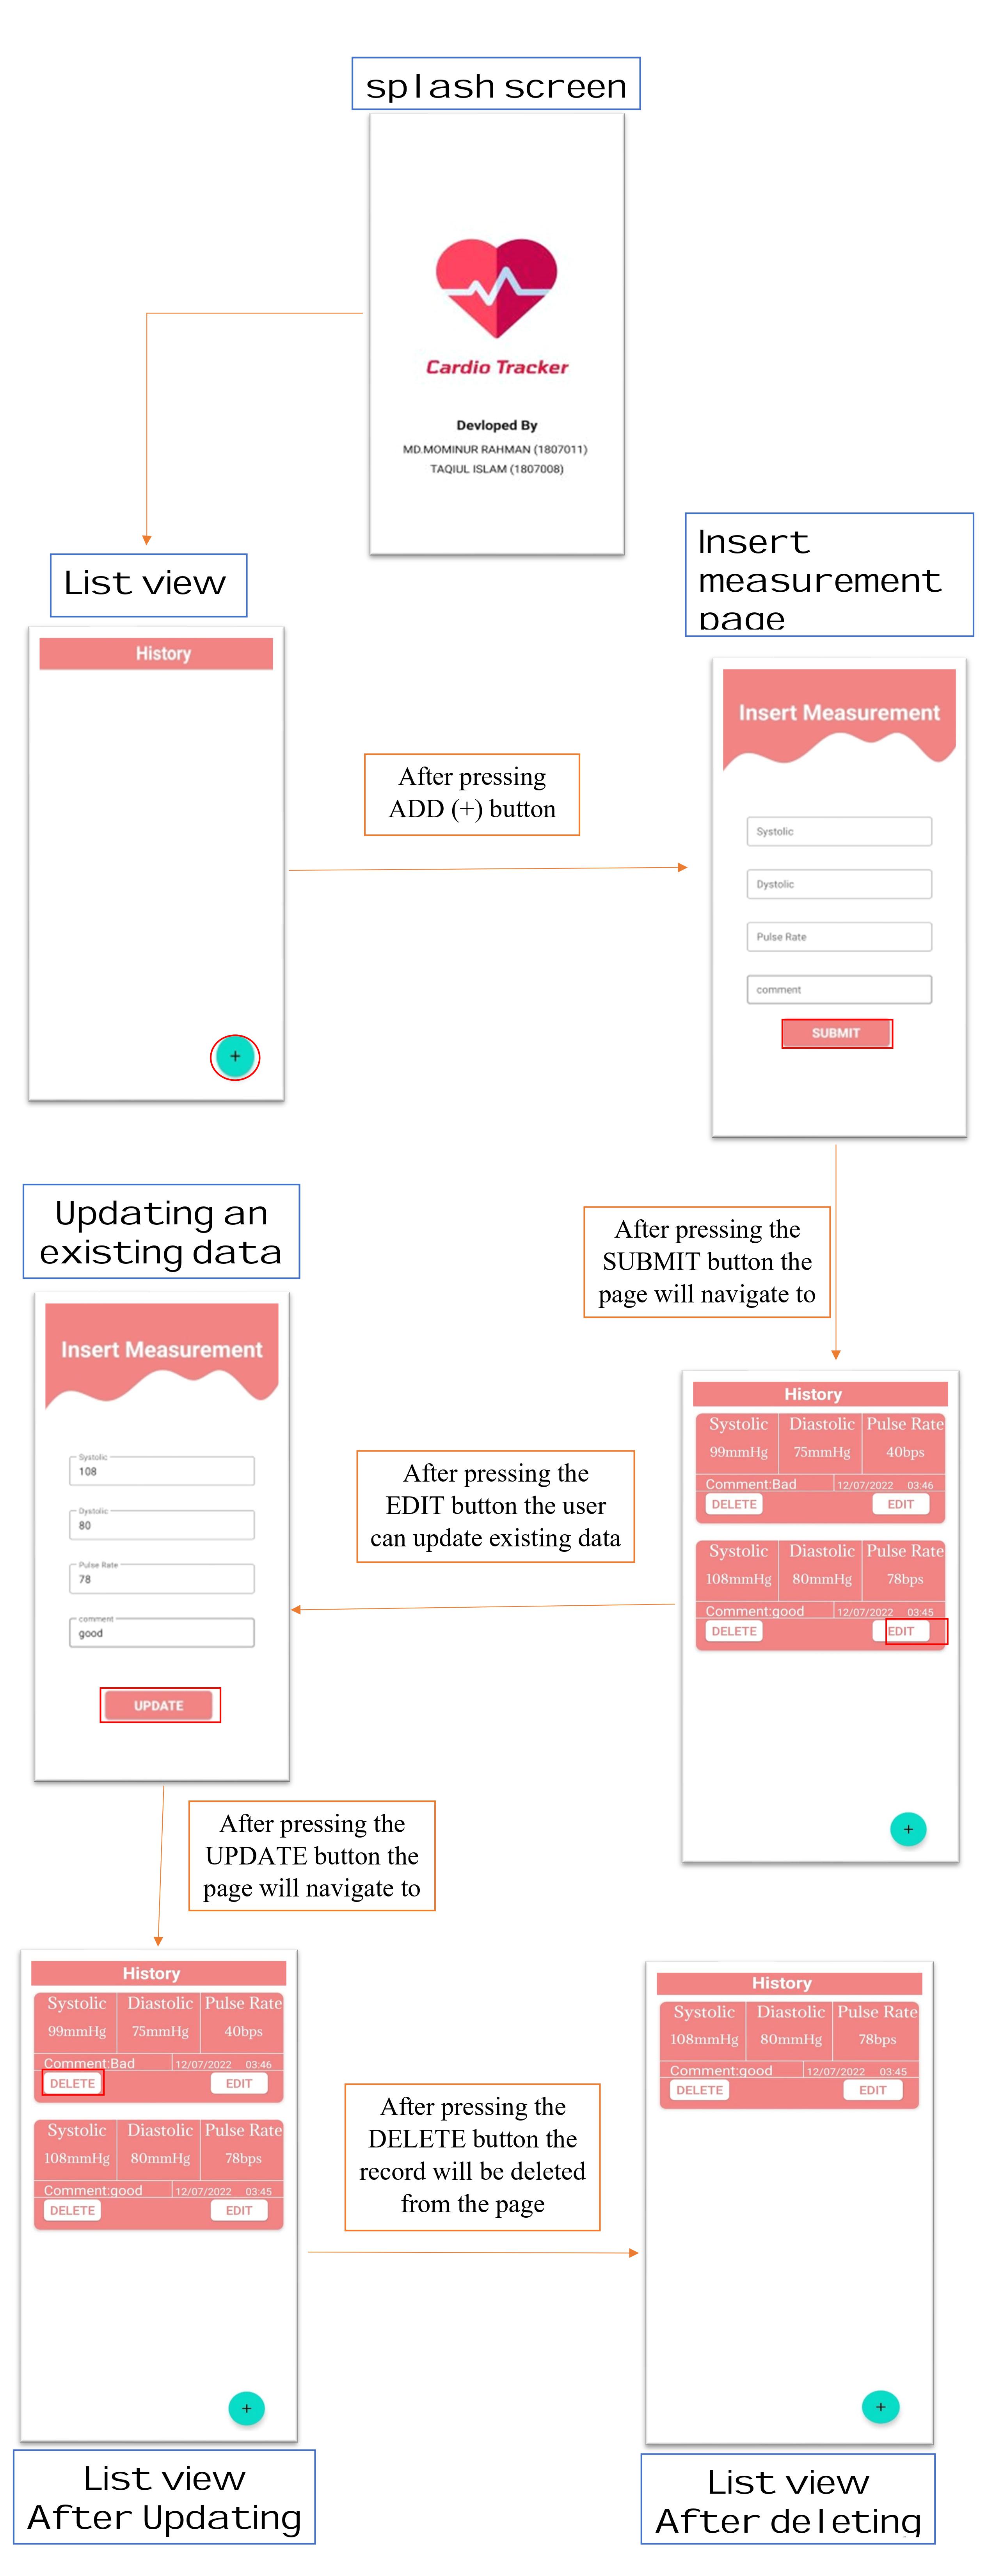 splash screen
Cardio Tracker
Devloped By
MD.MOMINUR RAHMAN (1807011)
TAQIUL ISLAM (1807008)
List view
History
+
After pressing
ADD (+) button
Insert
measurement
page
Insert Measurement
Systolic
Dystolic
Pulse Rate
comment
SUBMIT
After pressing the
SUBMIT button the
page will navigate to
History
Systolic Diastolic Pulse Rate
99mmHg 75mmHg 40bps
Comment:Bad 12/07/2022 03:46
DELETE EDIT
Systolic Diastolic Pulse Rate
108mmHg 80mmHg 78bps
Comment:good 12/07/2022 03:45
DELETE EDIT
+
After pressing the
EDIT button the user
can update existing data
Updating an
existing data
Insert Measurement
Systolic
108
Dystolic
80
Pulse Rate
78
comment
good
UPDATE
After pressing the
UPDATE button the
page will navigate to
History
Systolic Diastolic Pulse Rate
99mmHg 75mmHg 40bps
Comment:Bad 12/07/2022 03:46
DELETE EDIT
Systolic Diastolic Pulse Rate
108mmHg 80mmHg 78bps
Comment:good 12/07/2022 03:45
DELETE EDIT
+
List view
After Updating
After pressing the
DELETE button the
record will be deleted
from the page
History
Systolic Diastolic Pulse Rate
108mmHg 80mmHg 78bps
Comment:good 12/07/2022 03:45
DELETE EDIT
+
List view
After deleting